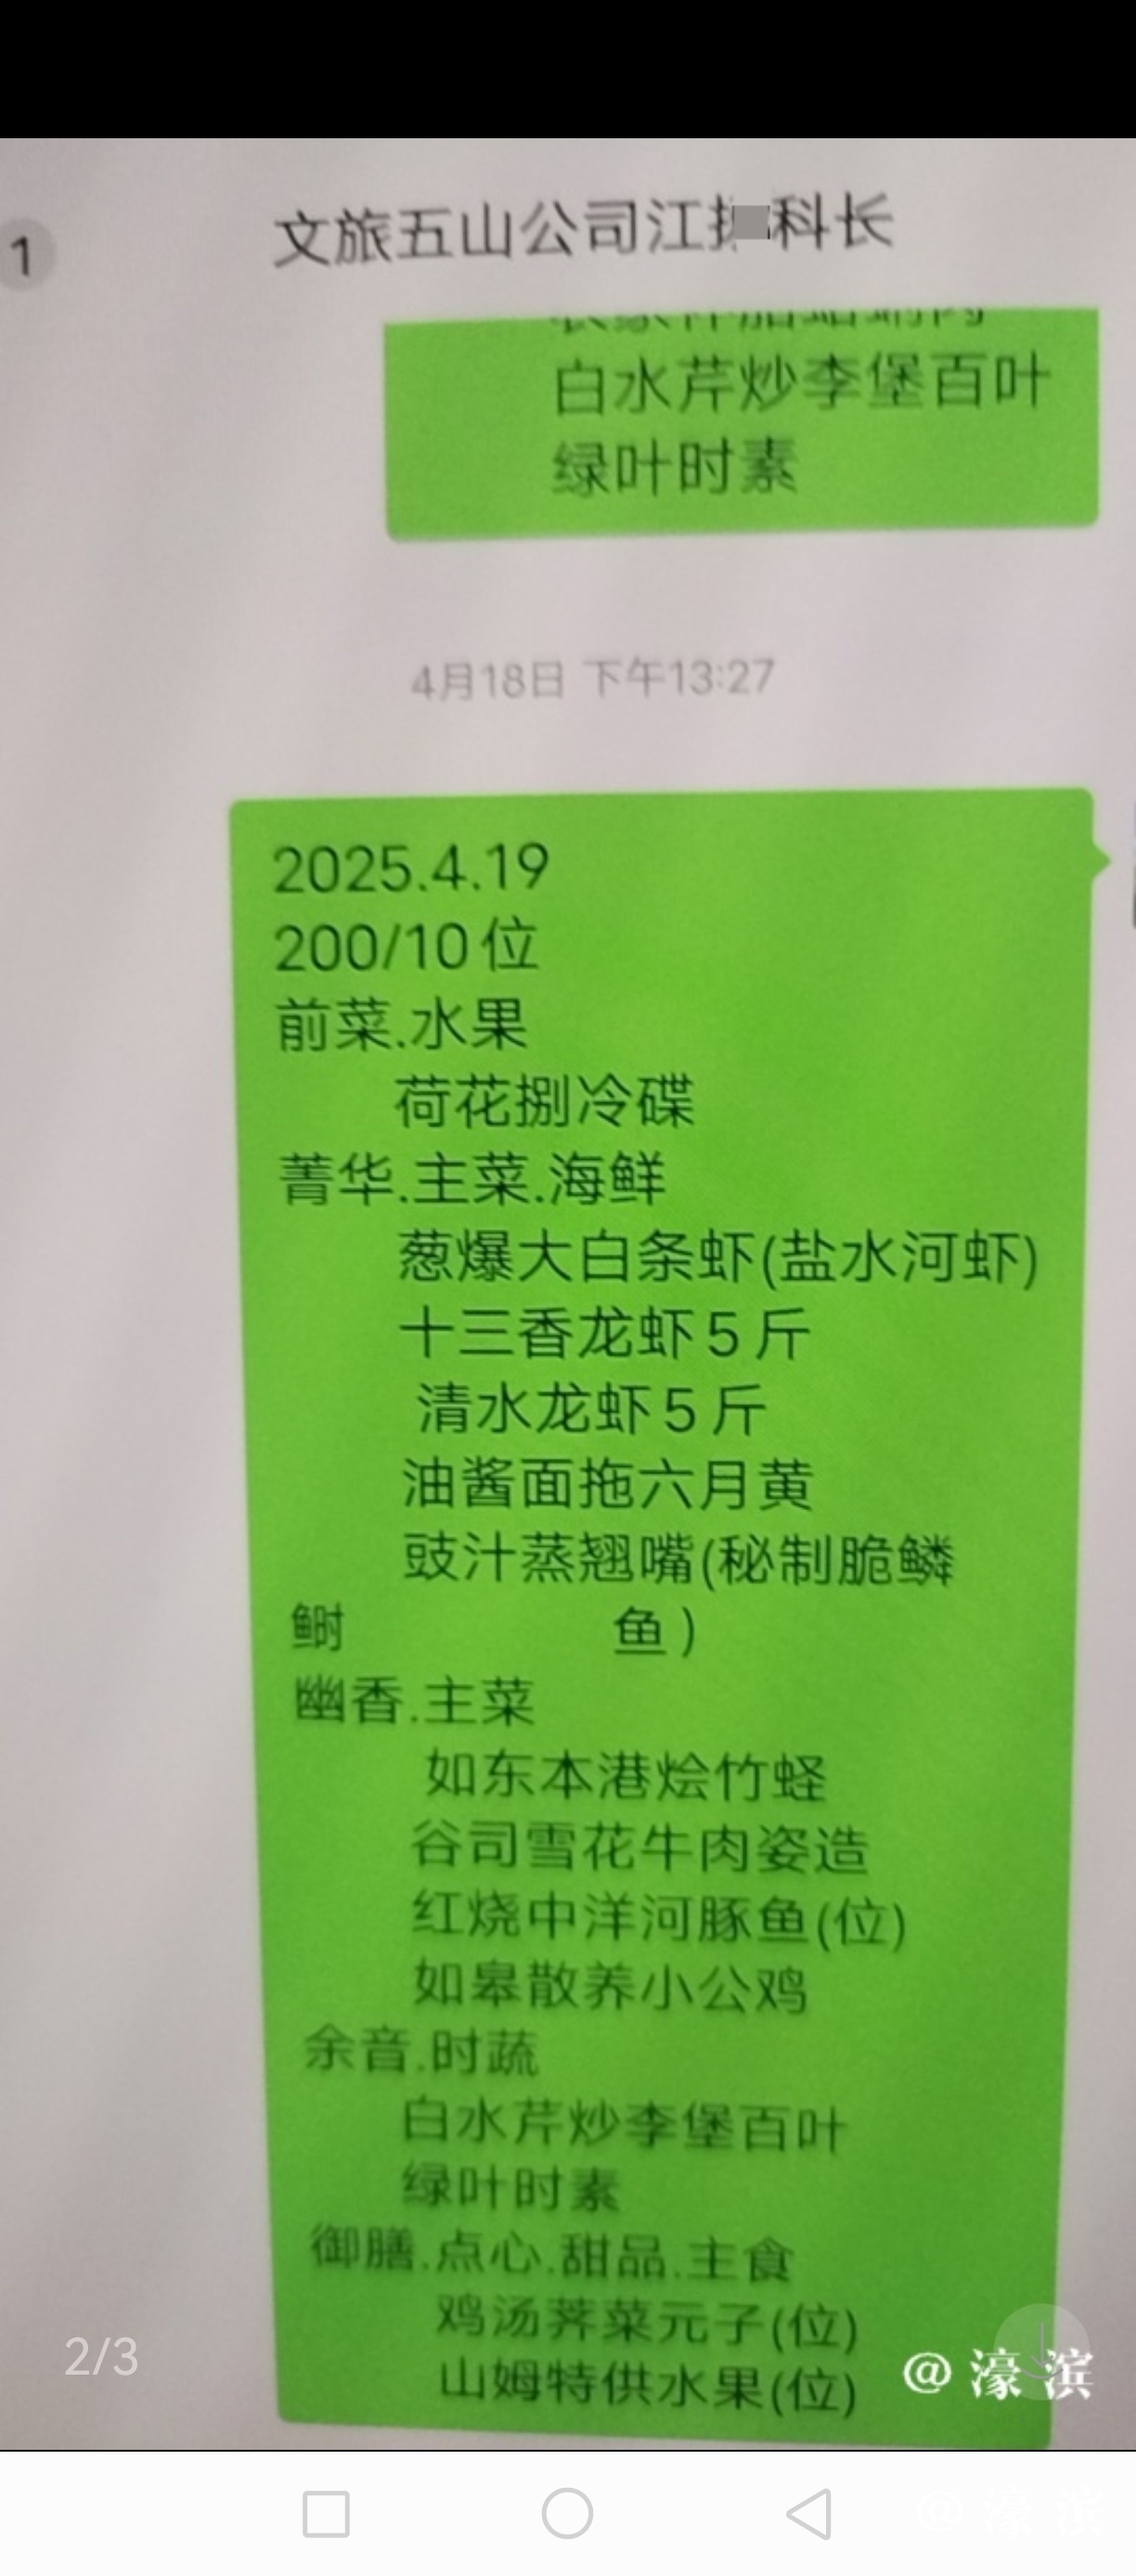 1
文旅五山公司江 科长
白水芹炒李堡百叶
绿叶时素
4月18日 下午13:27
2025.4.19
200/10位
前菜.水果
荷花捌冷碟
菁华.主菜.海鲜
葱爆大白条虾(盐水河虾)
十三香龙虾5斤
清水龙虾5斤
油酱面拖六月黄
豉汁蒸翘嘴(秘制脆鳞
鲥 鱼)
幽香.主菜
如东本港烩竹蛏
谷司雪花牛肉姿造
红烧中洋河豚鱼(位)
如皋散养小公鸡
余音.时蔬
白水芹炒李堡百叶
绿叶时素
御膳.点心.甜品.主食
鸡汤荠菜元子(位)
山姆特供水果(位)
2/3
@濠滨
@濠滨